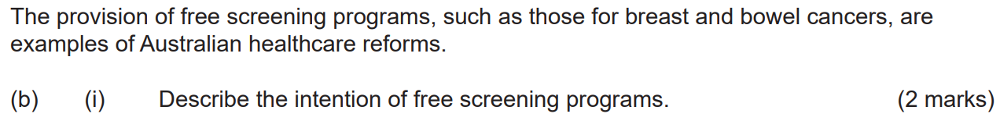 The provision of free screening programs, such as those for breast and bowel cancers, are
examples of Australian healthcare reforms.
(b) (i) Describe the intention of free screening programs. (2 marks)